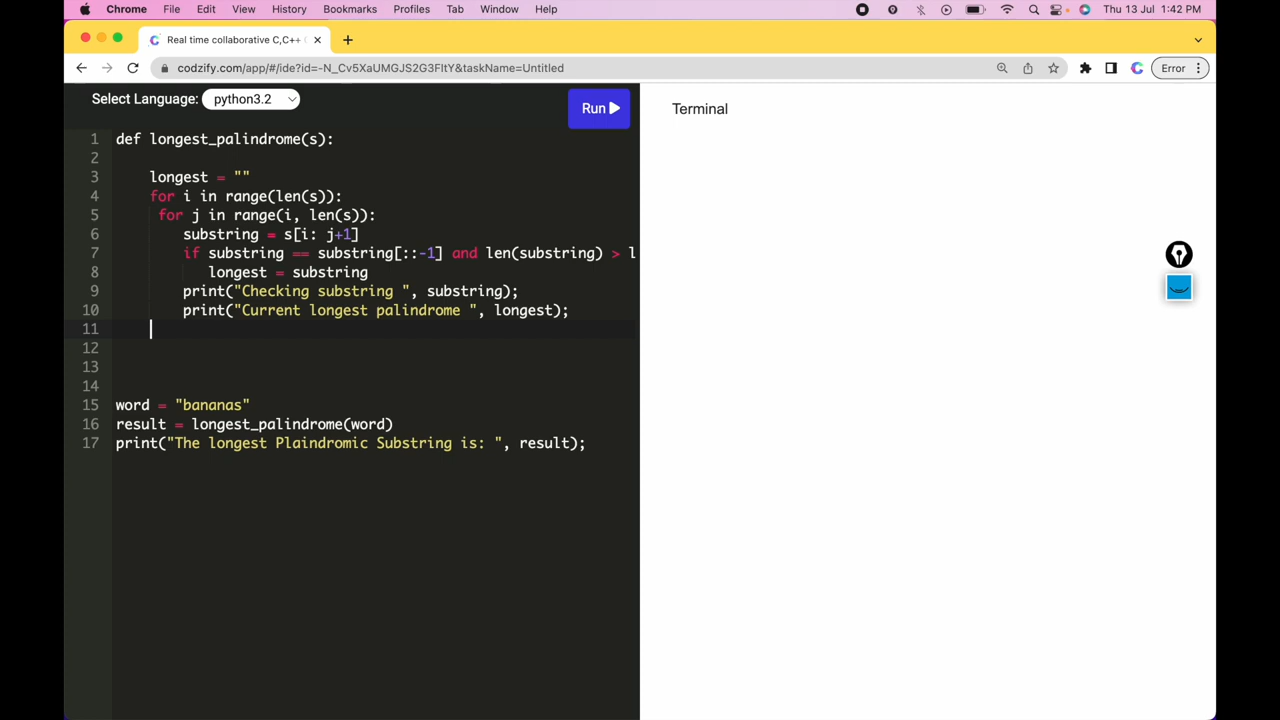 Chrome File Edit View History Bookmarks Profiles Tab Window Help Thu 13 Jul 1:42 PM
Real time collaborative C,C++
codzify.com/app/#/ide?id=-N_Cv5XaUMGJS2G3FItY&taskName=Untitled Error
Select Language: python3.2 Run Terminal
1 def longest_palindrome(s):
2
3 longest = ""
4 for i in range(len(s)):
5 for j in range(i, len(s)):
6 substring = s[i: j+1]
7 if substring == substring[::-1] and len(substring) > l
8 longest = substring
9 print("Checking substring ", substring);
10 print("Current longest palindrome ", longest);
11
12
13
14
15 word = "bananas"
16 result = longest_palindrome(word)
17 print("The longest Plaindromic Substring is: ", result);